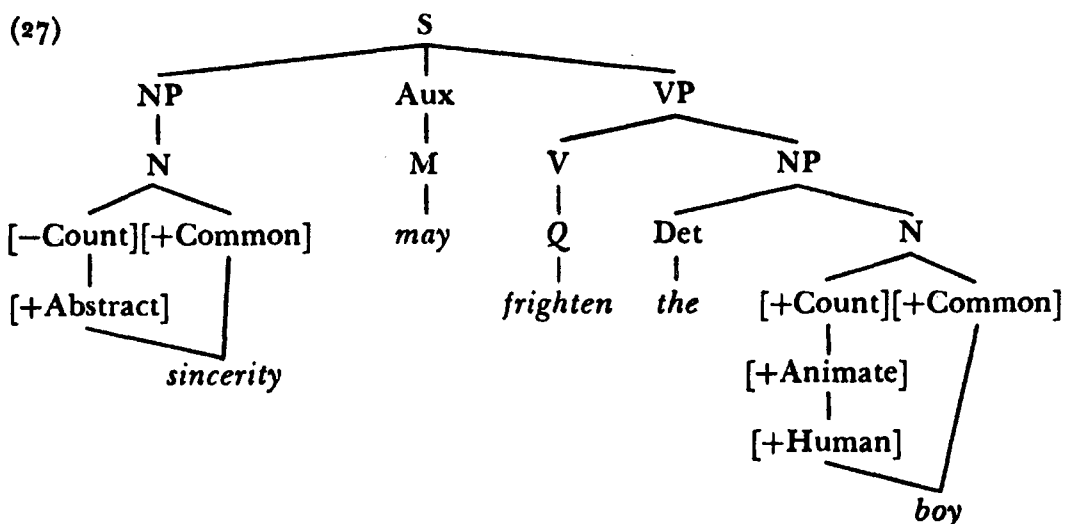 (27) S
NP Aux VP
N M V NP
[−Count][+Common] may Q Det N
[+Abstract] frighten the [+Count][+Common]
sincerity [+Animate]
[+Human]
boy